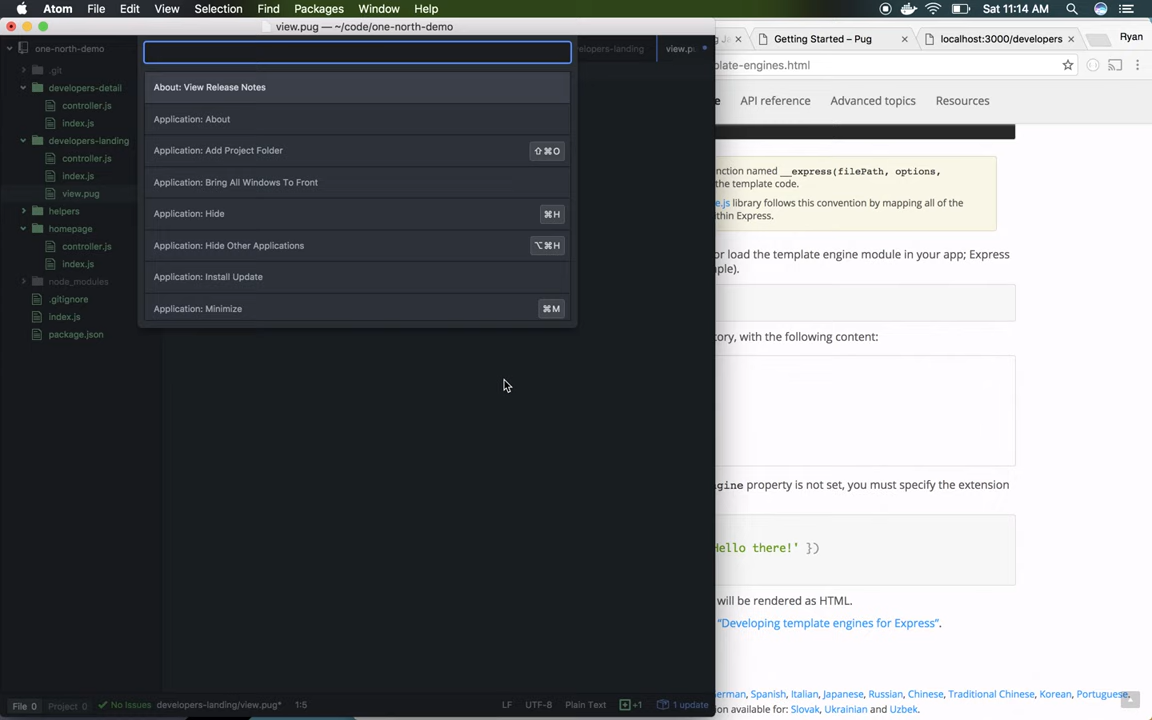 Atom File Edit View Selection Find Packages Window Help Sat 11:14 AM
view.pug — ~/code/one-north-demo
Getting Started – Pug
localhost:3000/developers
Ryan
one-north-demo
.git
developers-detail
controller.js
index.js
developers-landing
controller.js
index.js
view.pug
helpers
homepage
controller.js
index.js
node_modules
.gitignore
index.js
package.json
About: View Release Notes
Application: About
Application: Add Project Folder ⇧⌘O
Application: Bring All Windows To Front
Application: Hide ⌘H
Application: Hide Other Applications ⌥⌘H
Application: Install Update
Application: Minimize ⌘M
File 0 Project 0 No Issues developers-landing/view.pug* 1:5 LF UTF-8 Plain Text +1 1 update
plate-engines.html
API reference Advanced topics Resources
nction named __express(filePath, options,
the template code.
e.js library follows this convention by mapping all of the
ithin Express.
or load the template engine module in your app; Express
ple).
tory, with the following content:
gine property is not set, you must specify the extension
Hello there!' })
will be rendered as HTML.
"Developing template engines for Express".
erman, Spanish, Italian, Japanese, Russian, Chinese, Traditional Chinese, Korean, Portuguese,
on available for: Slovak, Ukrainian and Uzbek.